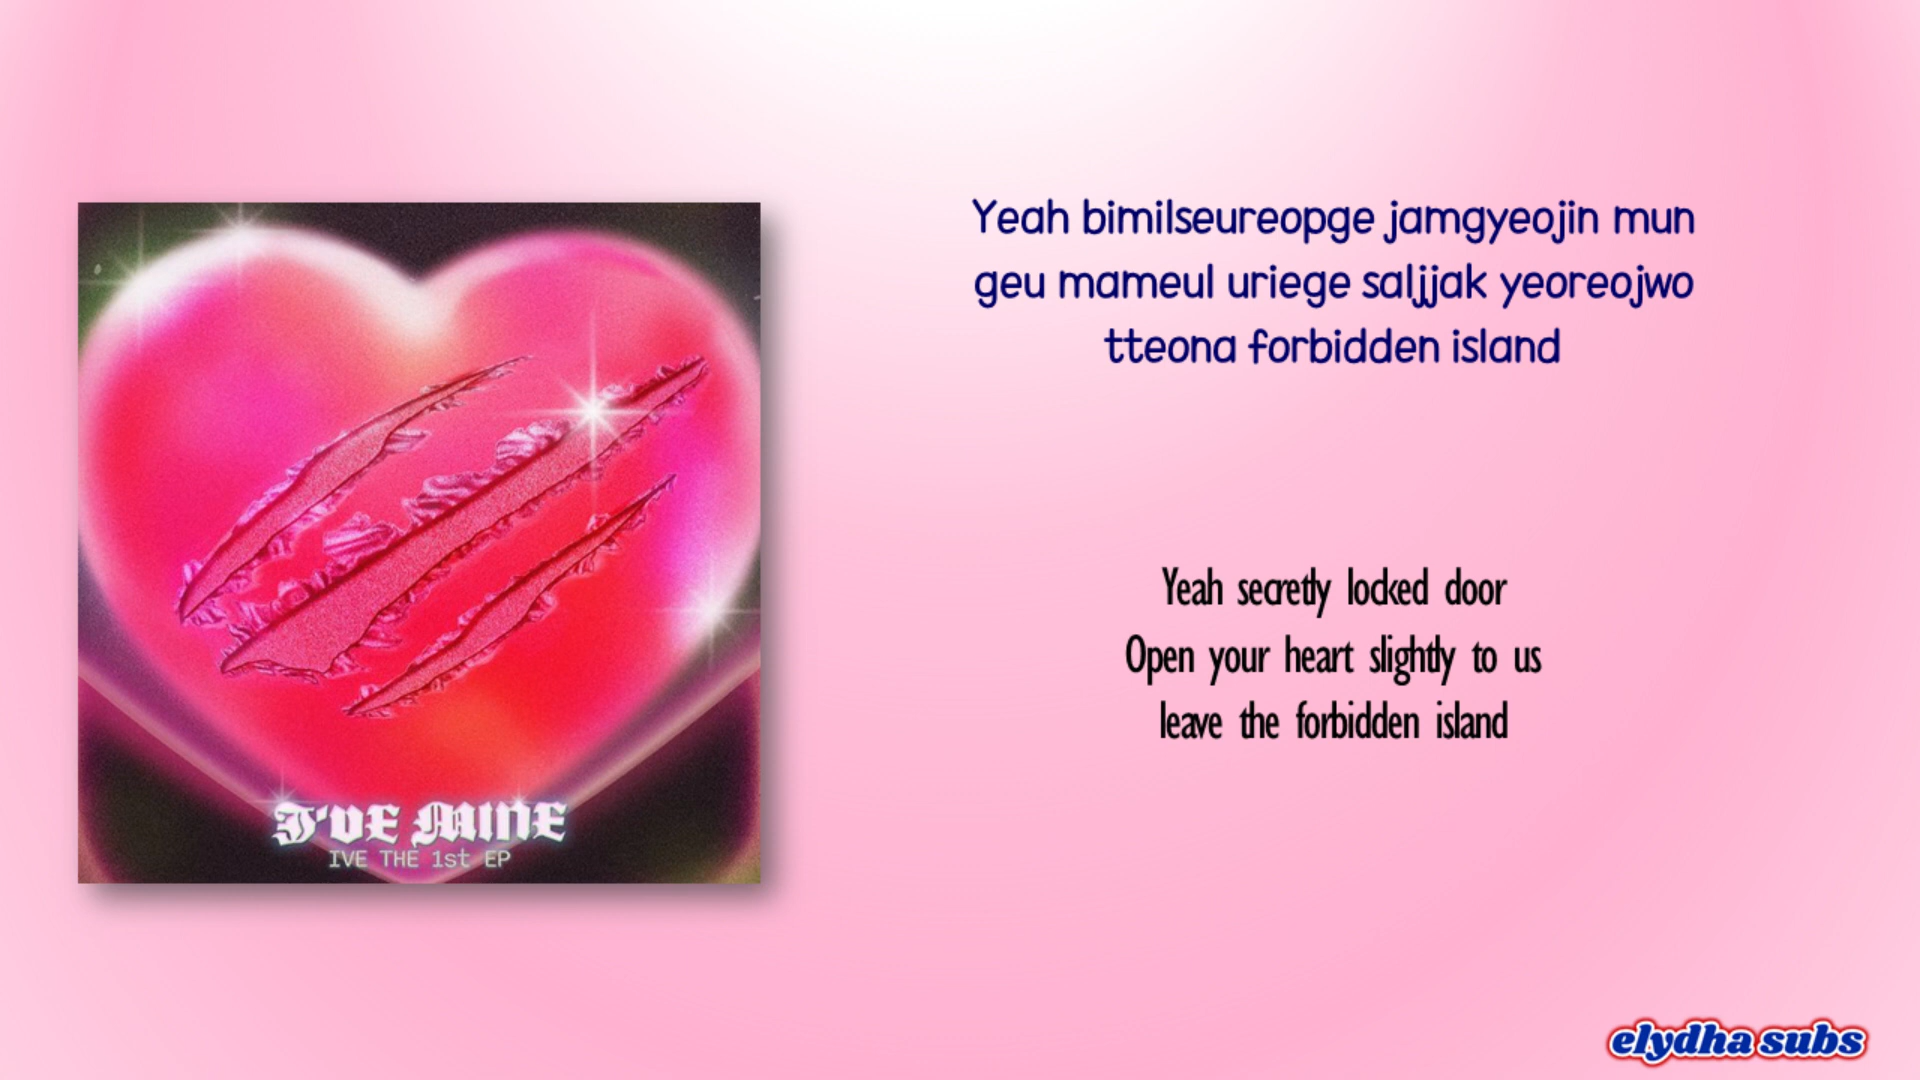 Yeah bimilseureopge jamgyeojin mun
geu mameul uriege saljjak yeoreojwo
tteona forbidden island
Yeah secretly locked door
Open your heart slightly to us
leave the forbidden island
I'VE MINE
IVE THE 1st EP
elydha subs